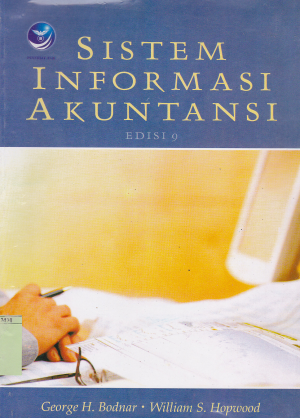 SISTEM
INFORMASI
AKUNTANSI
EDISI 9
George H. Bodnar • William S. Hopwood